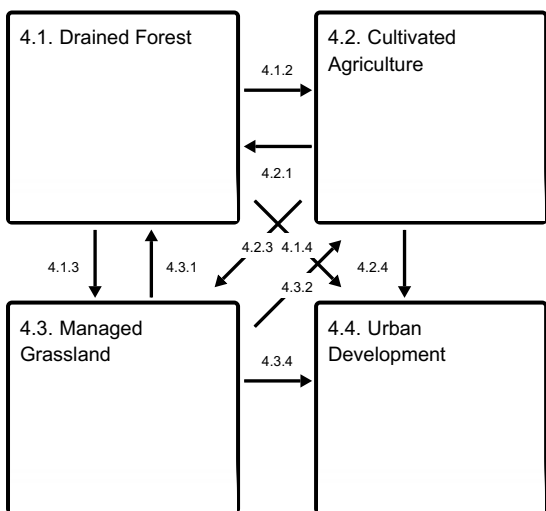 4.1. Drained Forest
4.2. Cultivated
Agriculture
4.1.2
4.2.1
4.1.3
4.3.1
4.2.3
4.1.4
4.3.2
4.2.4
4.3. Managed
Grassland
4.4. Urban
Development
4.3.4